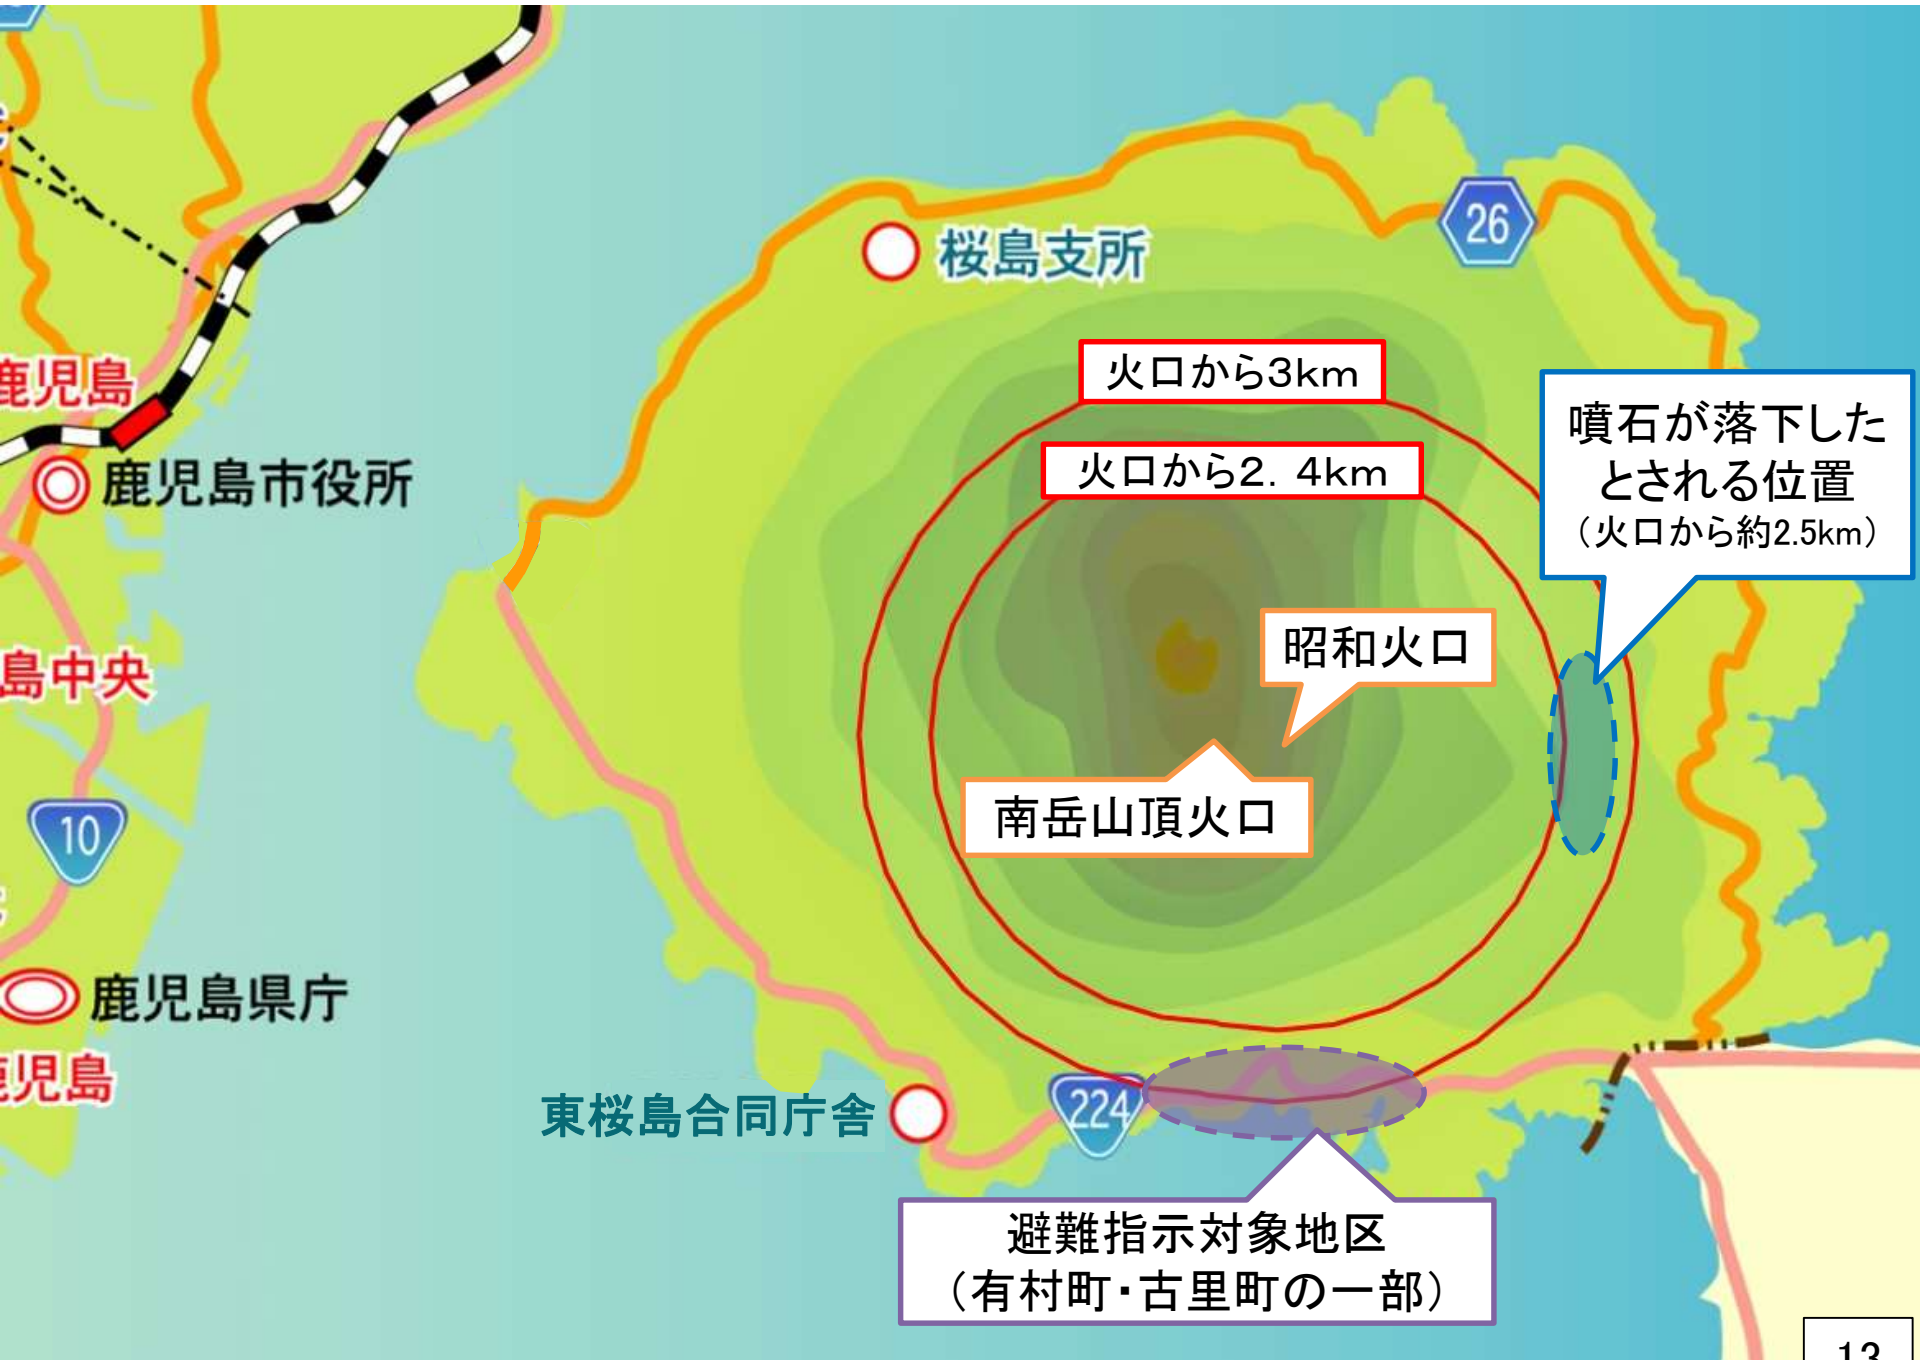 桜島支所
26
火口から3km
火口から2．4km
噴石が落下した
とされる位置
（火口から約2.5km）
鹿児島
鹿児島市役所
昭和火口
島中央
南岳山頂火口
10
鹿児島県庁
児島
東桜島合同庁舎
224
避難指示対象地区
（有村町・古里町の一部）
13